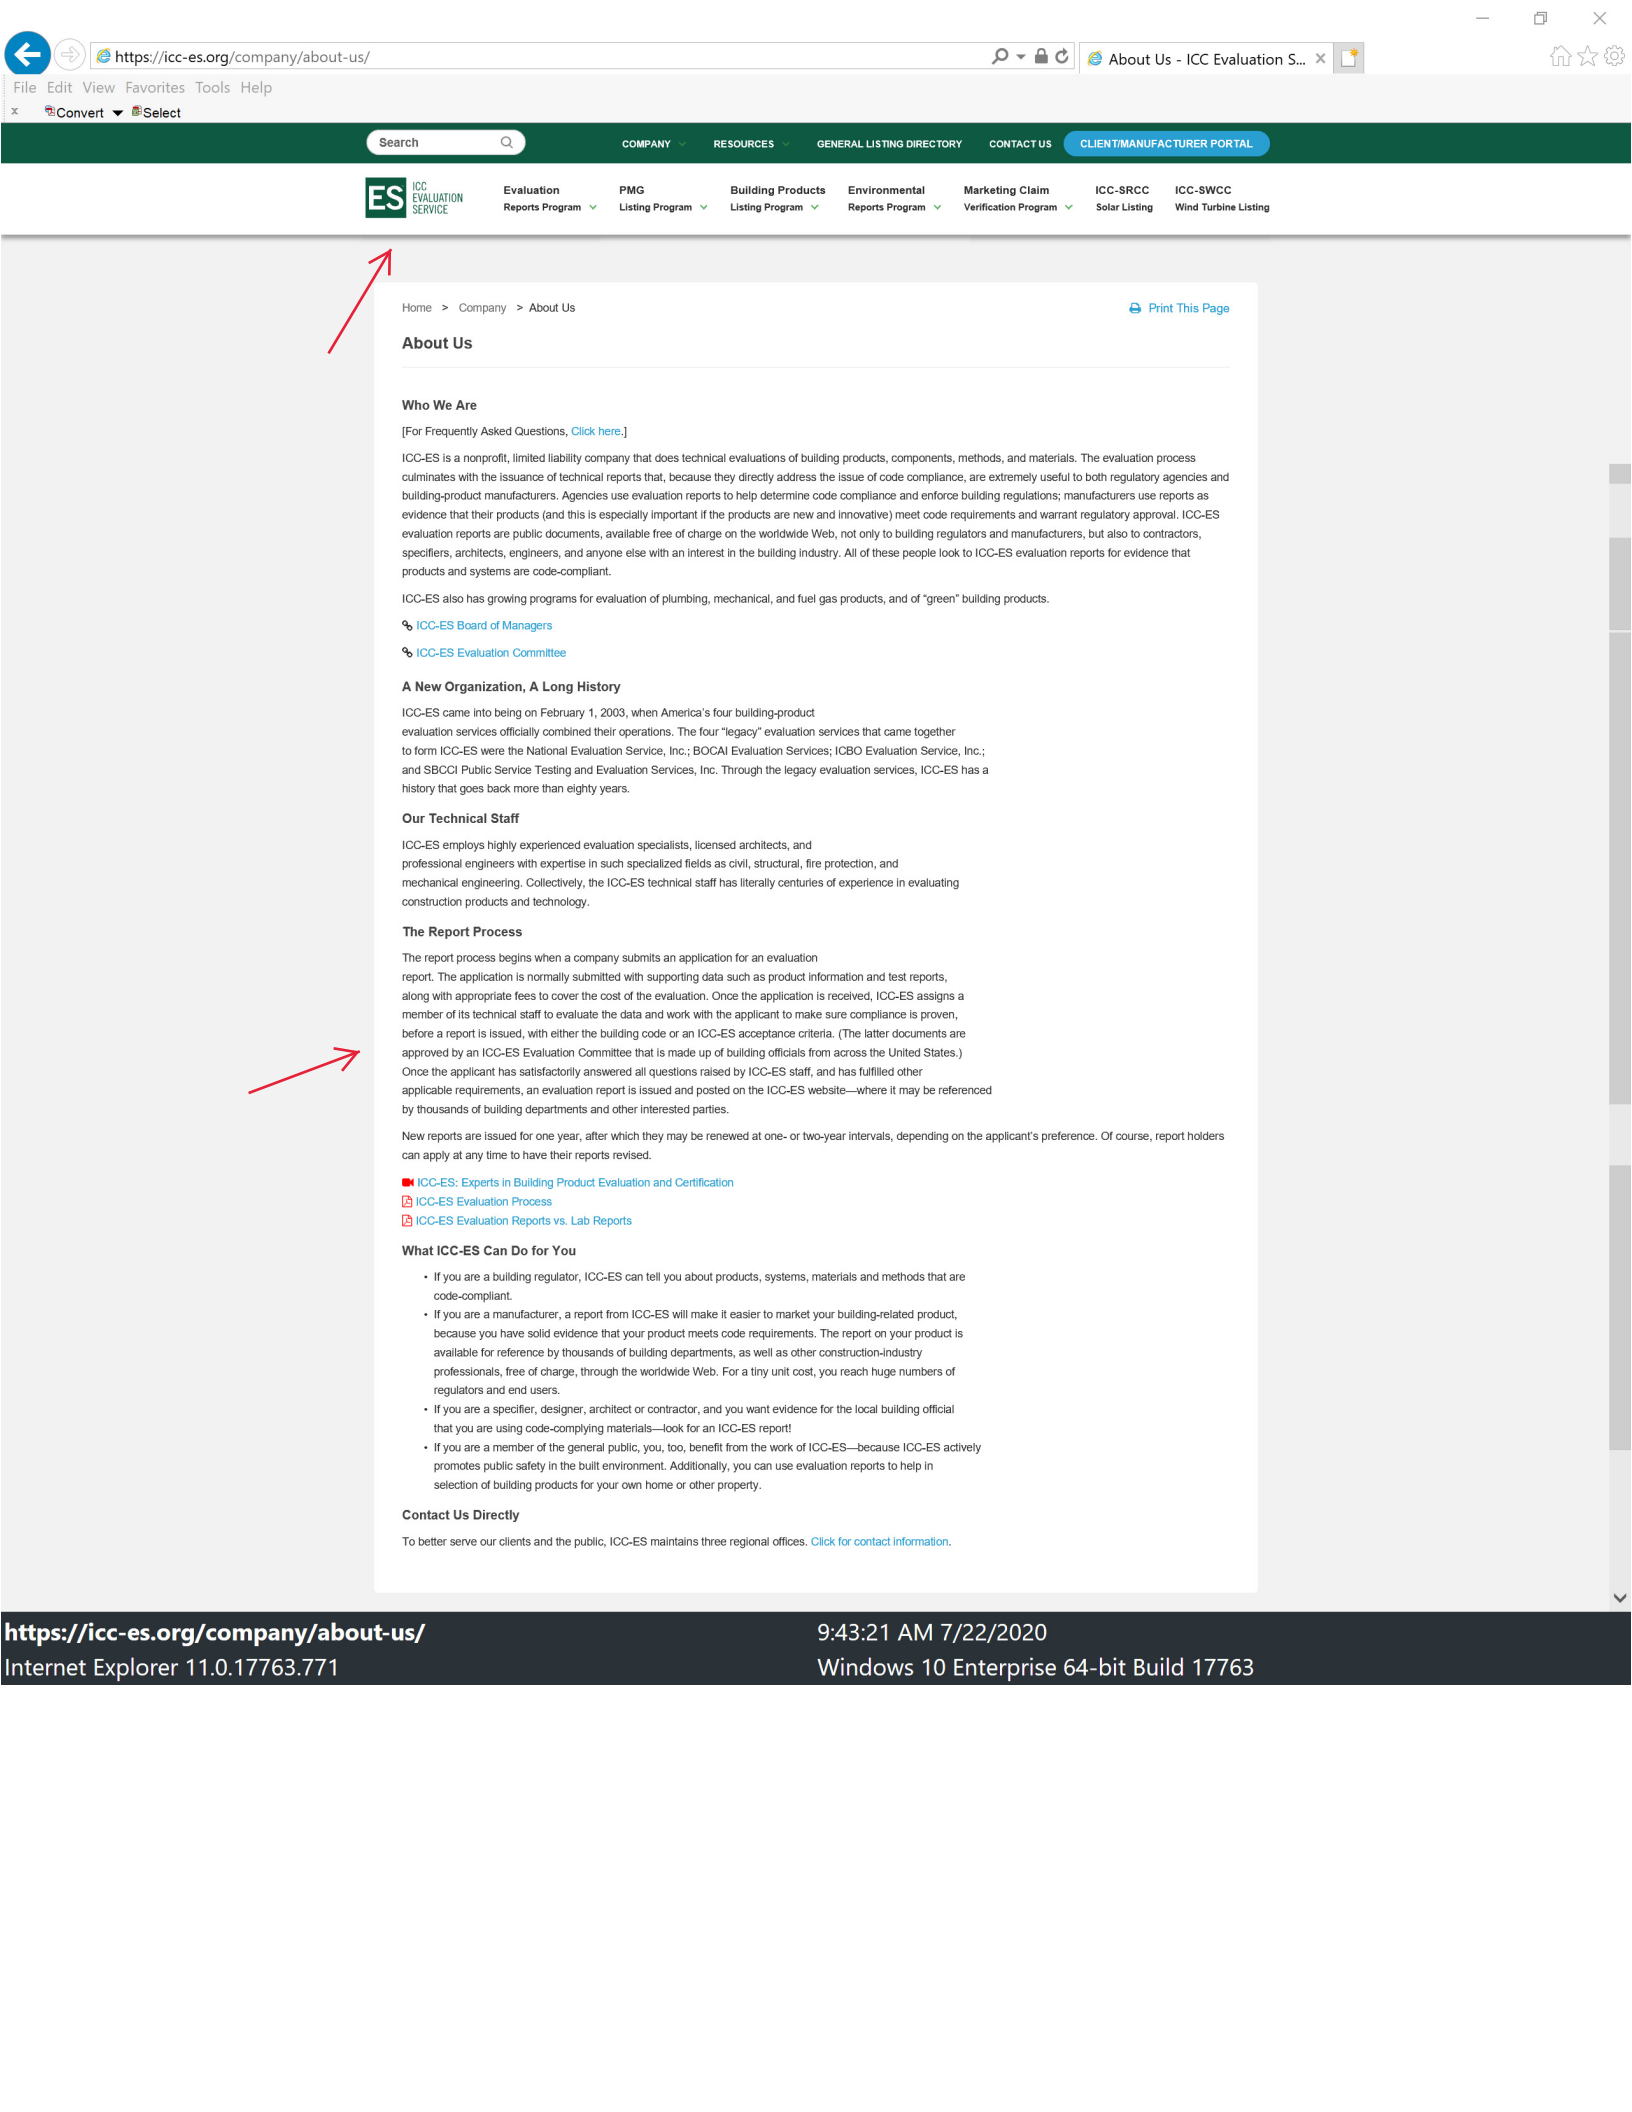 https://icc-es.org/company/about-us/
About Us - ICC Evaluation S...
File Edit View Favorites Tools Help
x Convert Select
Search
COMPANY RESOURCES GENERAL LISTING DIRECTORY CONTACT US CLIENT/MANUFACTURER PORTAL
ES ICC EVALUATION SERVICE
Evaluation Reports Program
PMG Listing Program
Building Products Listing Program
Environmental Reports Program
Marketing Claim Verification Program
ICC-SRCC Solar Listing
ICC-SWCC Wind Turbine Listing
Home > Company > About Us
Print This Page
About Us
Who We Are
[For Frequently Asked Questions, Click here.]
ICC-ES is a nonprofit, limited liability company that does technical evaluations of building products, components, methods, and materials. The evaluation process
culminates with the issuance of technical reports that, because they directly address the issue of code compliance, are extremely useful to both regulatory agencies and
building-product manufacturers. Agencies use evaluation reports to help determine code compliance and enforce building regulations; manufacturers use reports as
evidence that their products (and this is especially important if the products are new and innovative) meet code requirements and warrant regulatory approval. ICC-ES
evaluation reports are public documents, available free of charge on the worldwide Web, not only to building regulators and manufacturers, but also to contractors,
specifiers, architects, engineers, and anyone else with an interest in the building industry. All of these people look to ICC-ES evaluation reports for evidence that
products and systems are code-compliant.
ICC-ES also has growing programs for evaluation of plumbing, mechanical, and fuel gas products, and of “green” building products.
ICC-ES Board of Managers
ICC-ES Evaluation Committee
A New Organization, A Long History
ICC-ES came into being on February 1, 2003, when America’s four building-product
evaluation services officially combined their operations. The four “legacy” evaluation services that came together
to form ICC-ES were the National Evaluation Service, Inc.; BOCAI Evaluation Services; ICBO Evaluation Service, Inc.;
and SBCCI Public Service Testing and Evaluation Services, Inc. Through the legacy evaluation services, ICC-ES has a
history that goes back more than eighty years.
Our Technical Staff
ICC-ES employs highly experienced evaluation specialists, licensed architects, and
professional engineers with expertise in such specialized fields as civil, structural, fire protection, and
mechanical engineering. Collectively, the ICC-ES technical staff has literally centuries of experience in evaluating
construction products and technology.
The Report Process
The report process begins when a company submits an application for an evaluation
report. The application is normally submitted with supporting data such as product information and test reports,
along with appropriate fees to cover the cost of the evaluation. Once the application is received, ICC-ES assigns a
member of its technical staff to evaluate the data and work with the applicant to make sure compliance is proven,
before a report is issued, with either the building code or an ICC-ES acceptance criteria. (The latter documents are
approved by an ICC-ES Evaluation Committee that is made up of building officials from across the United States.)
Once the applicant has satisfactorily answered all questions raised by ICC-ES staff, and has fulfilled other
applicable requirements, an evaluation report is issued and posted on the ICC-ES website—where it may be referenced
by thousands of building departments and other interested parties.
New reports are issued for one year, after which they may be renewed at one- or two-year intervals, depending on the applicant’s preference. Of course, report holders
can apply at any time to have their reports revised.
ICC-ES: Experts in Building Product Evaluation and Certification
ICC-ES Evaluation Process
ICC-ES Evaluation Reports vs. Lab Reports
What ICC-ES Can Do for You
• If you are a building regulator, ICC-ES can tell you about products, systems, materials and methods that are
code-compliant.
• If you are a manufacturer, a report from ICC-ES will make it easier to market your building-related product,
because you have solid evidence that your product meets code requirements. The report on your product is
available for reference by thousands of building departments, as well as other construction-industry
professionals, free of charge, through the worldwide Web. For a tiny unit cost, you reach huge numbers of
regulators and end users.
• If you are a specifier, designer, architect or contractor, and you want evidence for the local building official
that you are using code-complying materials—look for an ICC-ES report!
• If you are a member of the general public, you, too, benefit from the work of ICC-ES—because ICC-ES actively
promotes public safety in the built environment. Additionally, you can use evaluation reports to help in
selection of building products for your own home or other property.
Contact Us Directly
To better serve our clients and the public, ICC-ES maintains three regional offices. Click for contact information.
https://icc-es.org/company/about-us/ 9:43:21 AM 7/22/2020
Internet Explorer 11.0.17763.771 Windows 10 Enterprise 64-bit Build 17763